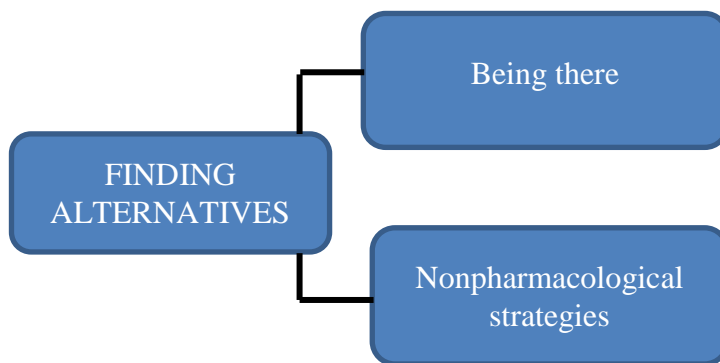 Being there
FINDING
ALTERNATIVES
Nonpharmacological
strategies